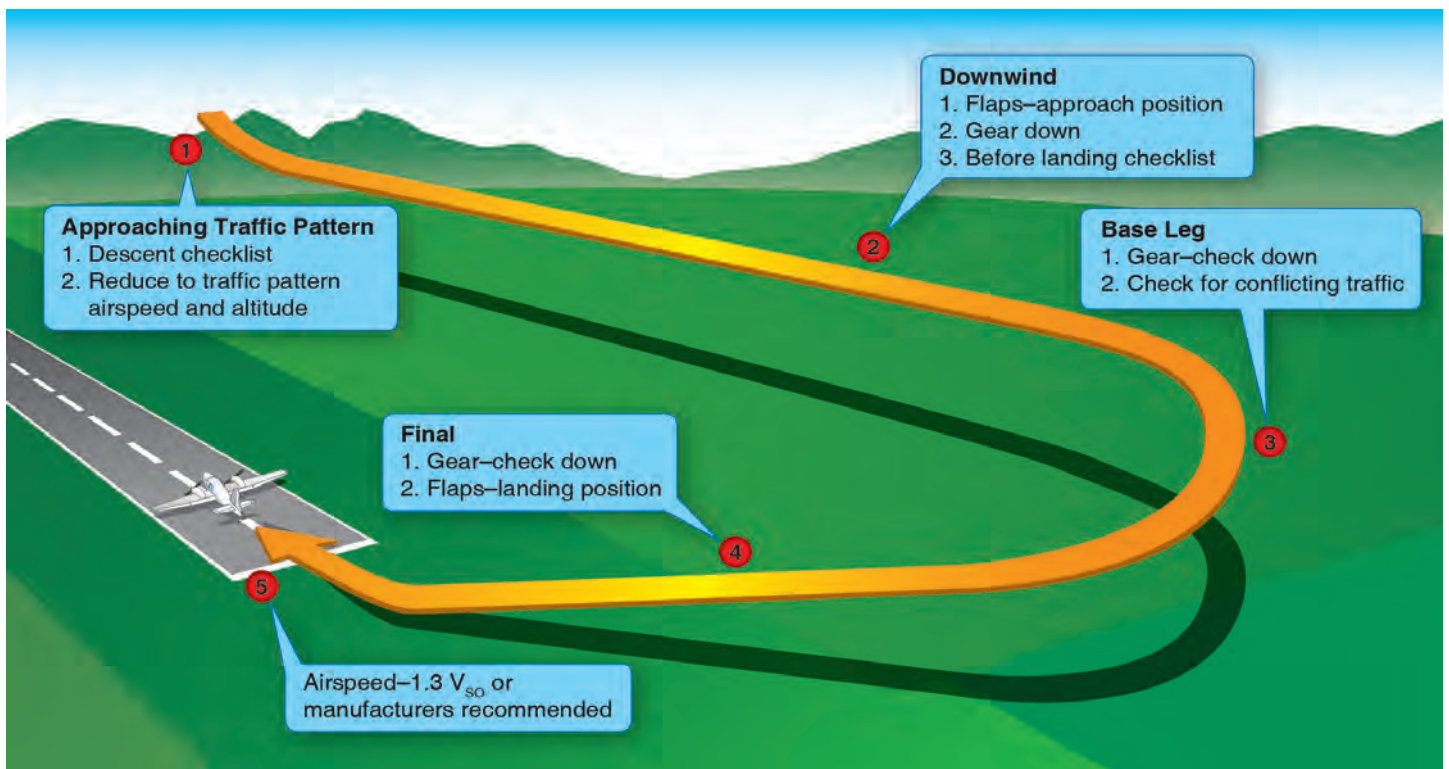 1
Approaching Traffic Pattern
1. Descent checklist
2. Reduce to traffic pattern
airspeed and altitude
Downwind
1. Flaps–approach position
2. Gear down
3. Before landing checklist
2
Base Leg
1. Gear–check down
2. Check for conflicting traffic
3
Final
1. Gear–check down
2. Flaps–landing position
4
5
Airspeed–1.3 V_SO or
manufacturers recommended